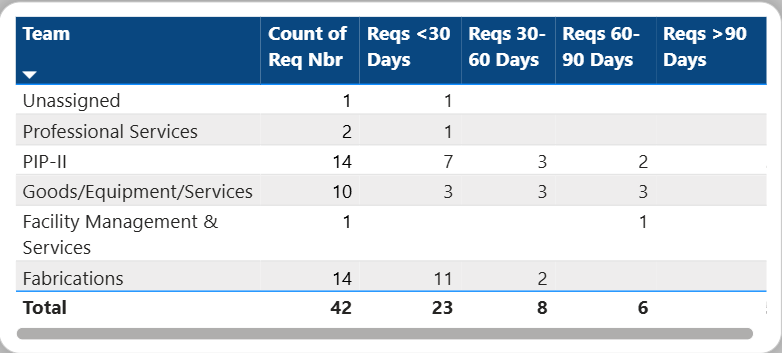 Team Count of Req Nbr Reqs <30 Days Reqs 30-60 Days Reqs 60-90 Days Reqs >90 Days
Unassigned 1 1
Professional Services 2 1
PIP-II 14 7 3 2
Goods/Equipment/Services 10 3 3 3
Facility Management & 1 1
Services
Fabrications 14 11 2
Total 42 23 8 6